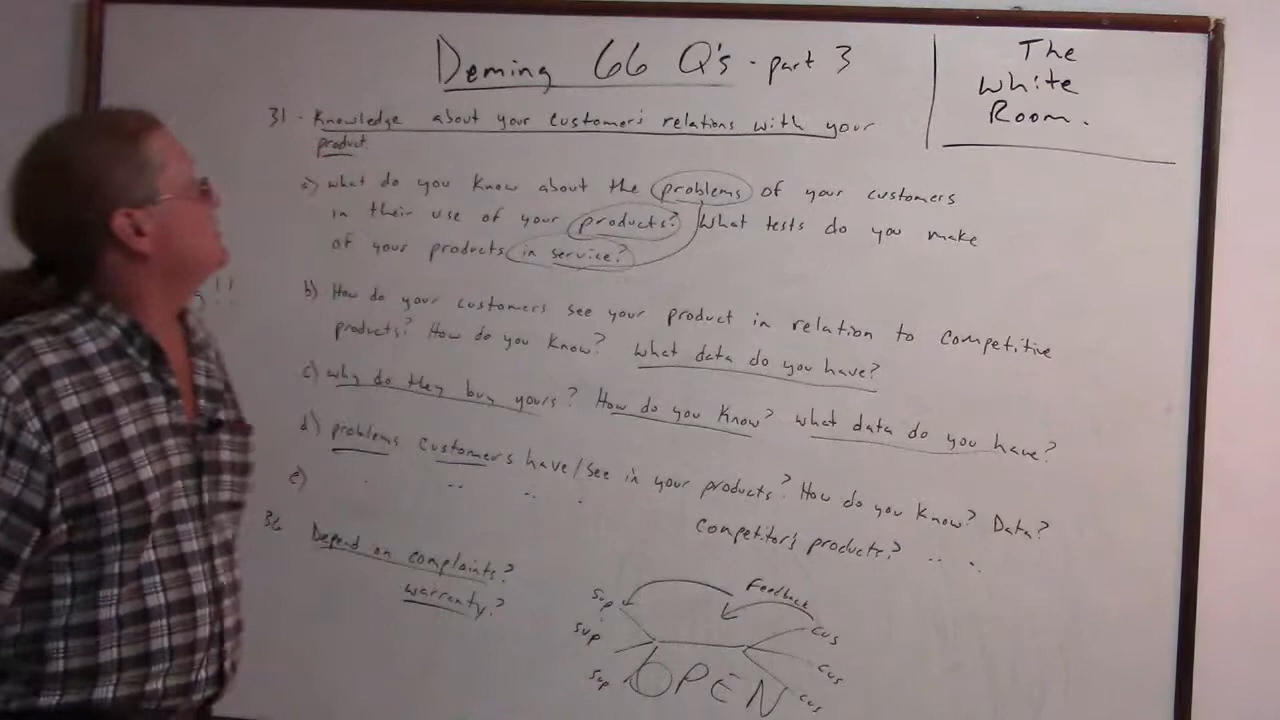 Deming 66 Q's - part 3
The
White
Room.
31 - Knowledge about your customer's relations with your
product.
a) what do you know about the problems of your customers
in their use of your products? What tests do you make
of your products in service?
b) How do your customers see your product in relation to competitive
products? How do you know? What data do you have?
c) why do they buy yours? How do you know? what data do you have?
d) problems customers have/see in your products? How do you know? Data?
e) . .. .. . Competitor's products? .. ..
36 Depend on complaints?
warrenty?
Feedback
sup
sup
sup
cus
cus
cus
OPEN
!!